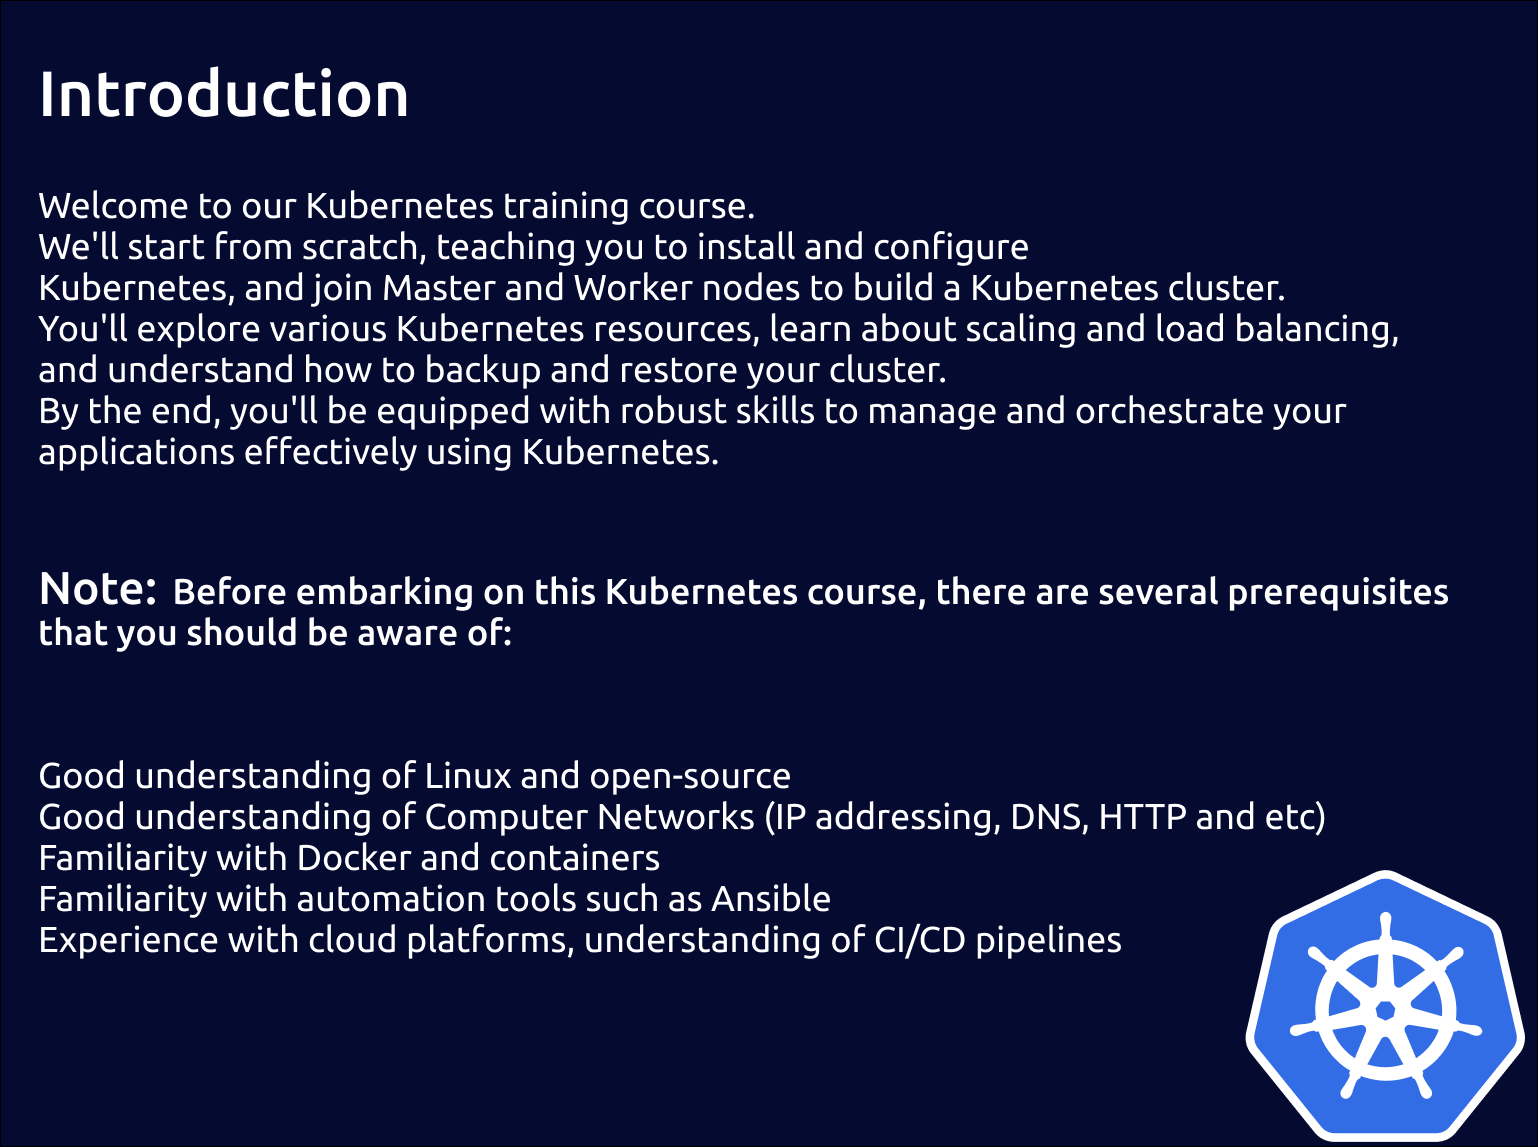 Introduction
Welcome to our Kubernetes training course.
We'll start from scratch, teaching you to install and configure
Kubernetes, and join Master and Worker nodes to build a Kubernetes cluster.
You'll explore various Kubernetes resources, learn about scaling and load balancing,
and understand how to backup and restore your cluster.
By the end, you'll be equipped with robust skills to manage and orchestrate your
applications effectively using Kubernetes.
Note: Before embarking on this Kubernetes course, there are several prerequisites
that you should be aware of:
Good understanding of Linux and open-source
Good understanding of Computer Networks (IP addressing, DNS, HTTP and etc)
Familiarity with Docker and containers
Familiarity with automation tools such as Ansible
Experience with cloud platforms, understanding of CI/CD pipelines